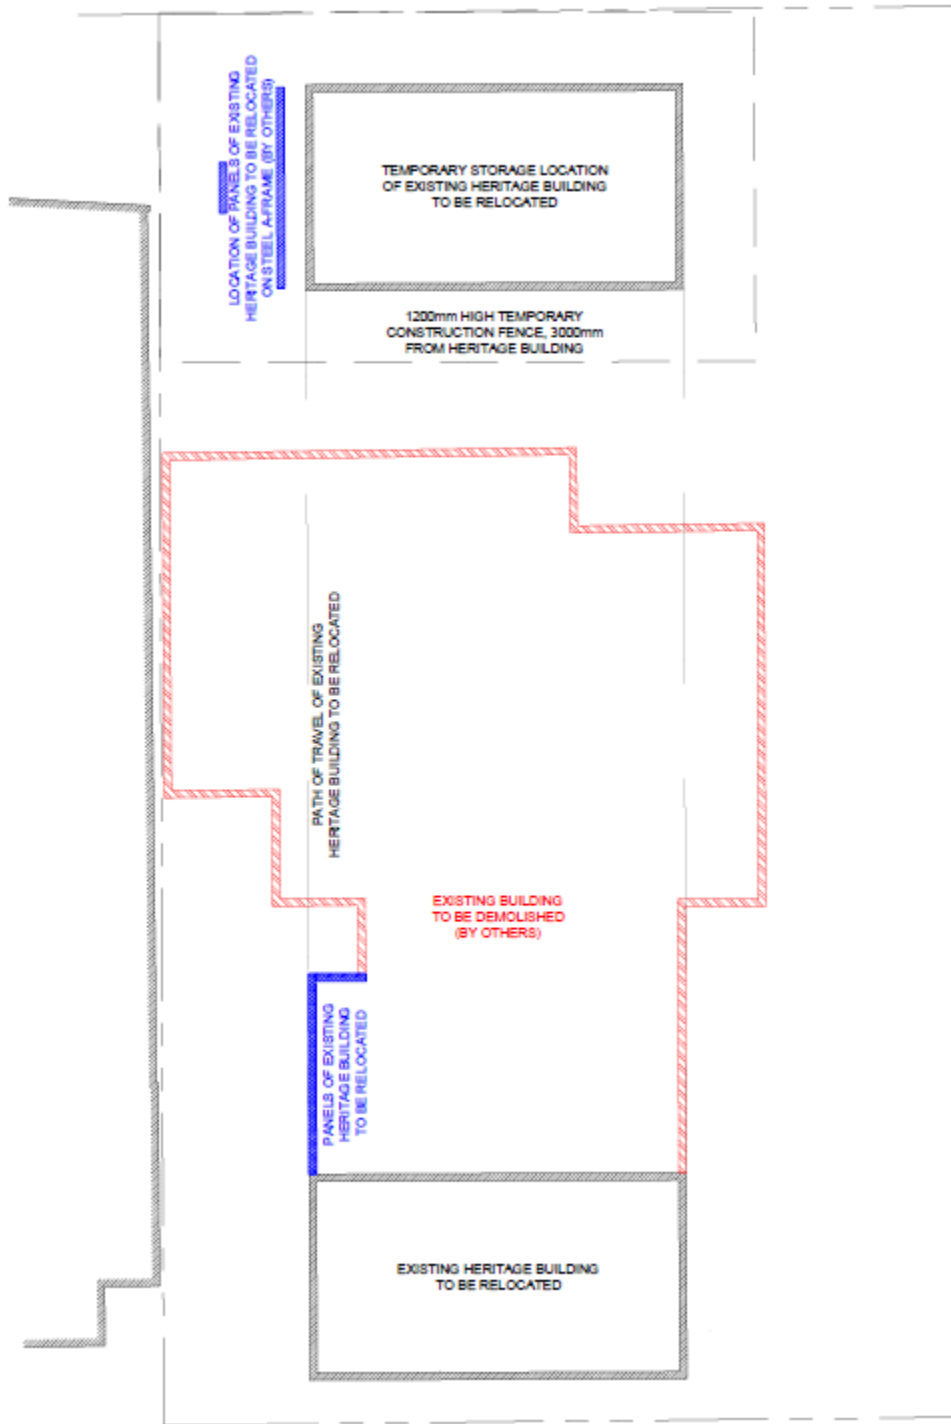 LOCATION OF PANELS OF EXISTING
HERITAGE BUILDING TO BE RELOCATED
ON STEEL A-FRAME (BY OTHERS)
TEMPORARY STORAGE LOCATION
OF EXISTING HERITAGE BUILDING
TO BE RELOCATED
1200mm HIGH TEMPORARY
CONSTRUCTION FENCE, 3000mm
FROM HERITAGE BUILDING
PATH OF TRAVEL OF EXISTING
HERITAGE BUILDING TO BE RELOCATED
EXISTING BUILDING
TO BE DEMOLISHED
(BY OTHERS)
PANELS OF EXISTING
HERITAGE BUILDING
TO BE RELOCATED
EXISTING HERITAGE BUILDING
TO BE RELOCATED